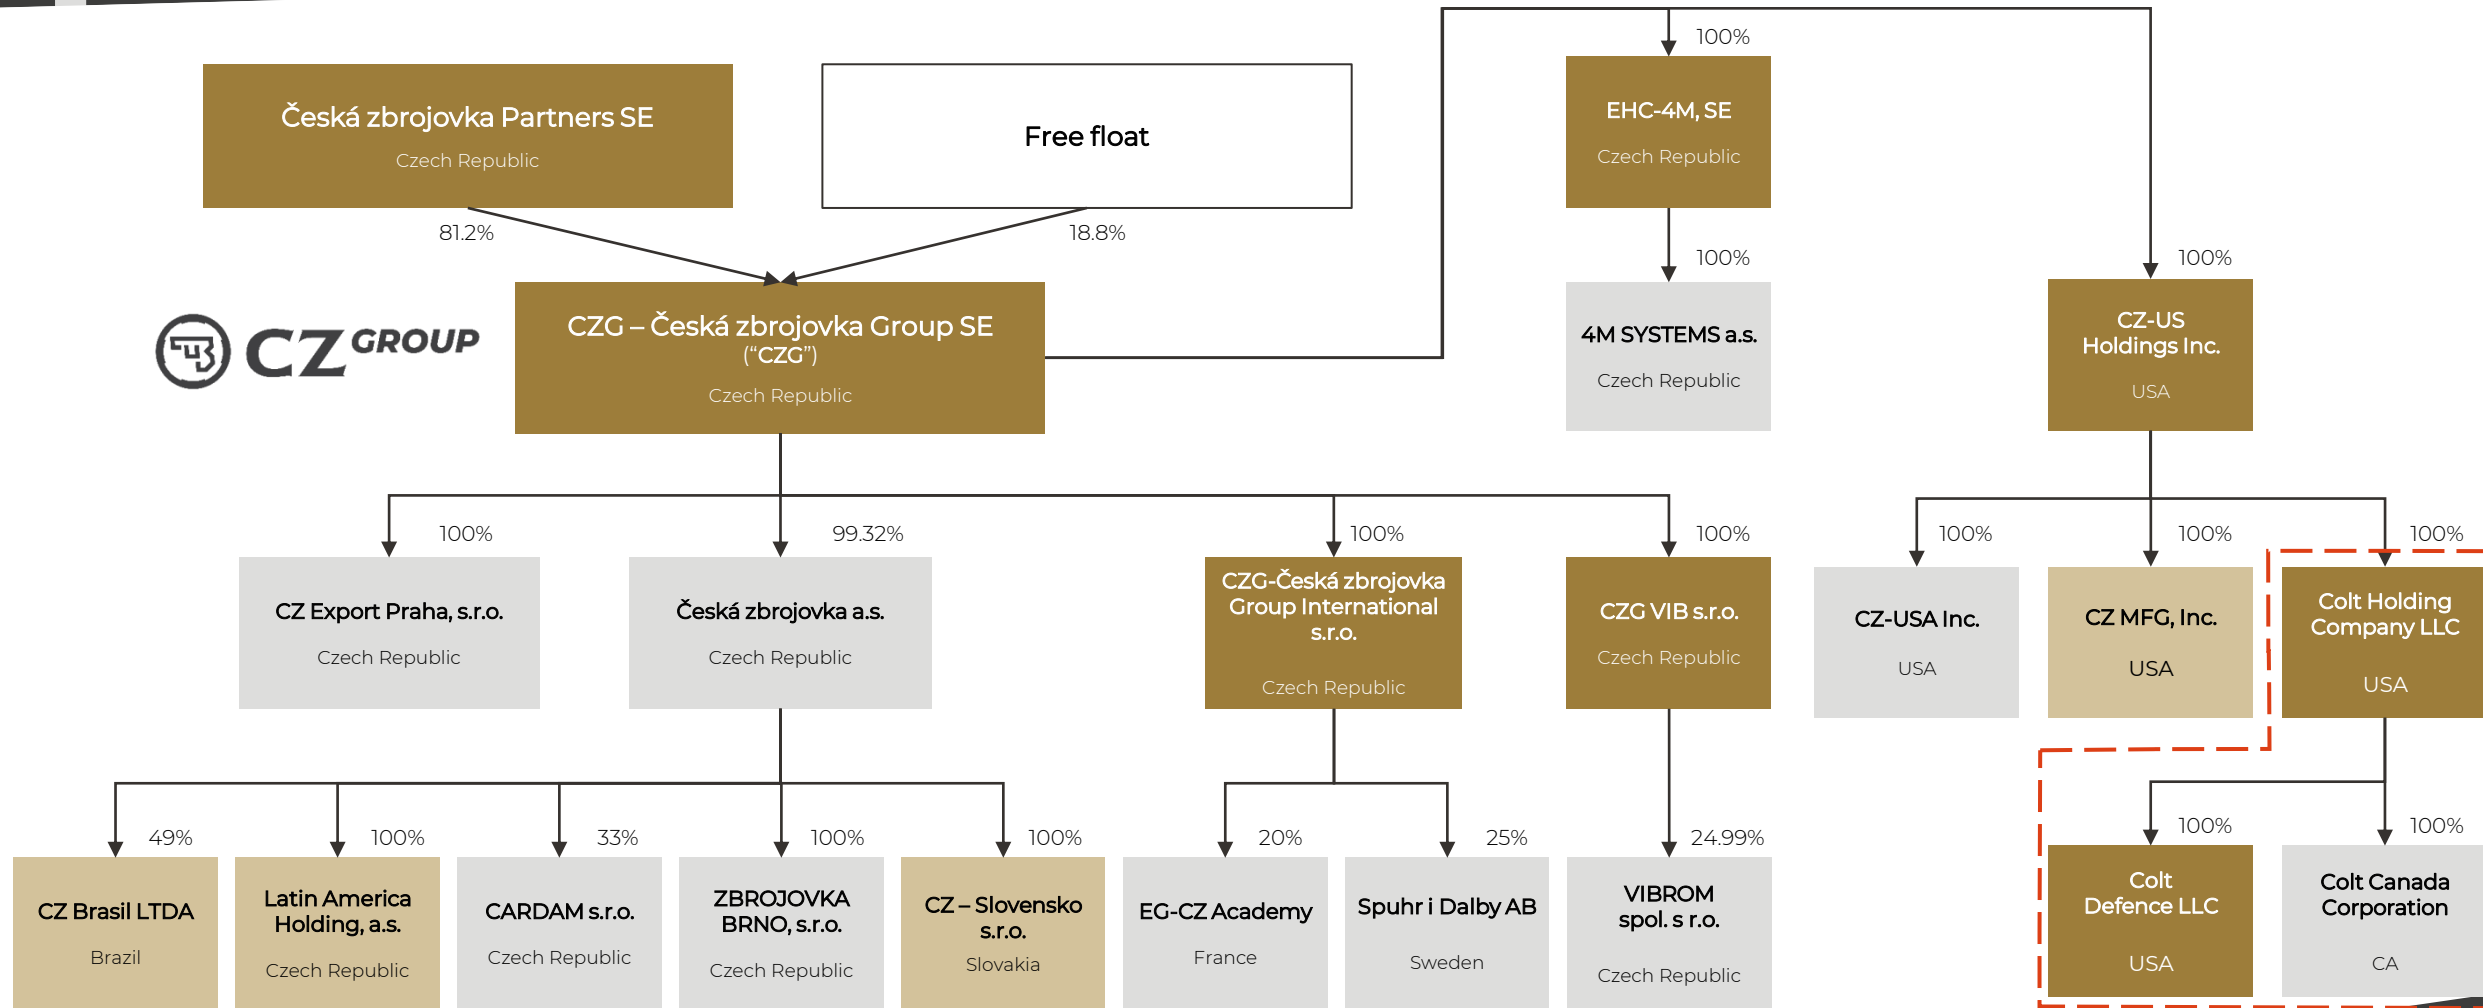 100%
Česká zbrojovka Partners SE
Czech Republic
Free float
EHC-4M, SE
Czech Republic
81.2%
18.8%
100%
100%
CZG – Česká zbrojovka Group SE
(“CZG”)
Czech Republic
CZ GROUP
4M SYSTEMS a.s.
Czech Republic
CZ-US
Holdings Inc.
USA
100%
99.32%
100%
100%
100%
100%
100%
CZ Export Praha, s.r.o.
Czech Republic
Česká zbrojovka a.s.
Czech Republic
CZG-Česká zbrojovka
Group International
s.r.o.
Czech Republic
CZG VIB s.r.o.
Czech Republic
CZ-USA Inc.
USA
CZ MFG, Inc.
USA
Colt Holding
Company LLC
USA
49%
100%
33%
100%
100%
20%
25%
24.99%
100%
100%
CZ Brasil LTDA
Brazil
Latin America
Holding, a.s.
Czech Republic
CARDAM s.r.o.
Czech Republic
ZBROJOVKA
BRNO, s.r.o.
Czech Republic
CZ – Slovensko
s.r.o.
Slovakia
EG-CZ Academy
France
Spuhr i Dalby AB
Sweden
VIBROM
spol. s r.o.
Czech Republic
Colt
Defence LLC
USA
Colt Canada
Corporation
CA